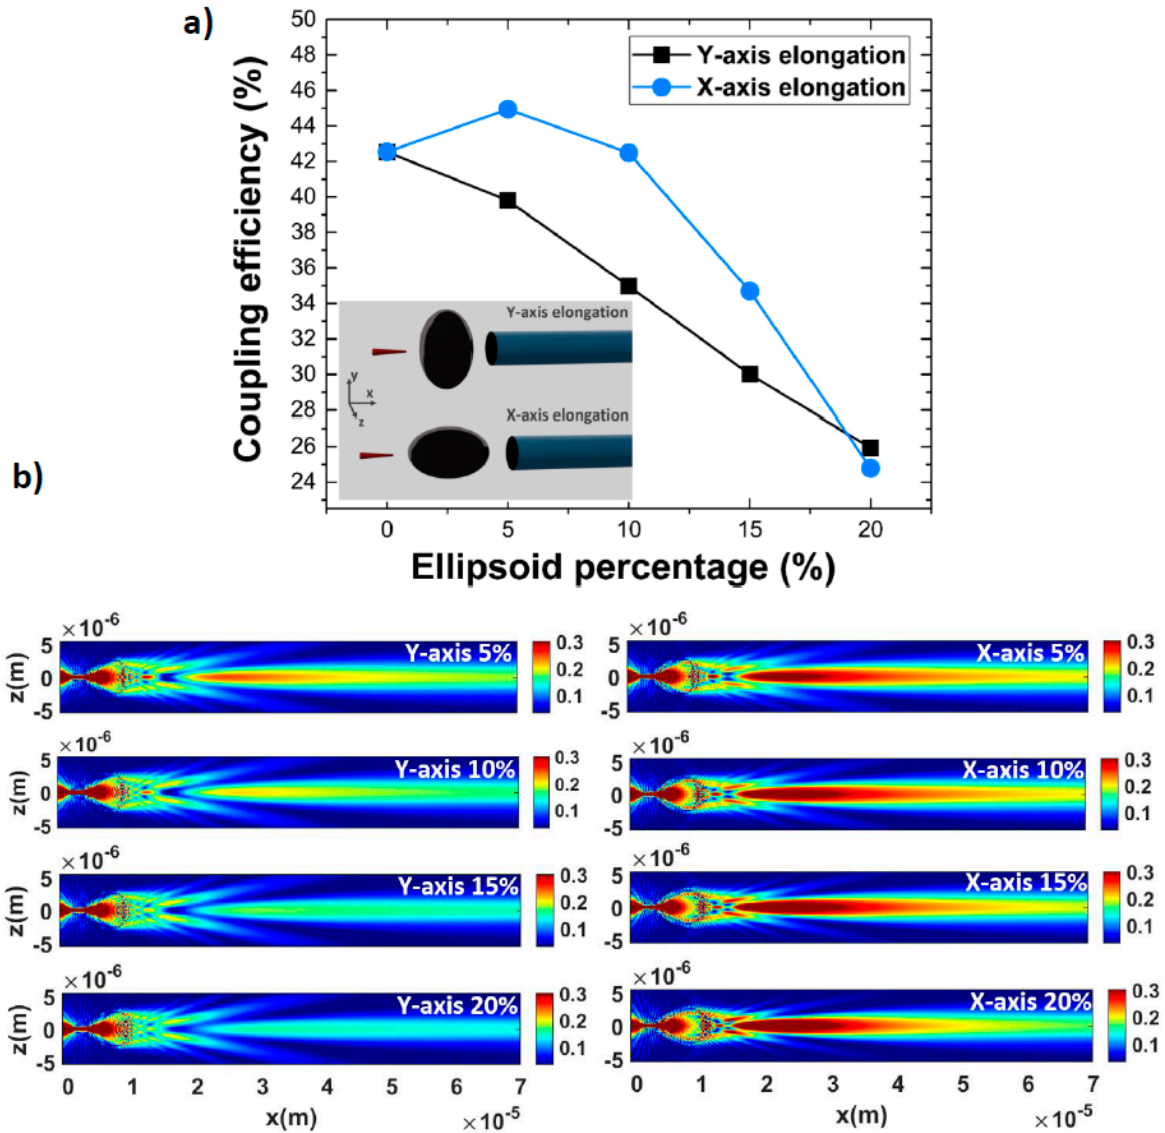 a)
50
48
46
44
42
40
38
36
34
32
30
28
26
24
Coupling efficiency (%)
Y-axis elongation
X-axis elongation
Y-axis elongation
y
x
z
X-axis elongation
0 5 10 15 20
Ellipsoid percentage (%)
b)
×10-6
5
0
-5
z(m)
Y-axis 5%
0.3
0.2
0.1
×10-6
5
0
-5
X-axis 5%
0.3
0.2
0.1
×10-6
5
0
-5
z(m)
Y-axis 10%
0.3
0.2
0.1
×10-6
5
0
-5
X-axis 10%
0.3
0.2
0.1
×10-6
5
0
-5
z(m)
Y-axis 15%
0.3
0.2
0.1
×10-6
5
0
-5
X-axis 15%
0.3
0.2
0.1
×10-6
5
0
-5
z(m)
Y-axis 20%
0.3
0.2
0.1
×10-6
5
0
-5
X-axis 20%
0.3
0.2
0.1
0 1 2 3 4 5 6 7
x(m)
×10-5
0 1 2 3 4 5 6 7
x(m)
×10-5